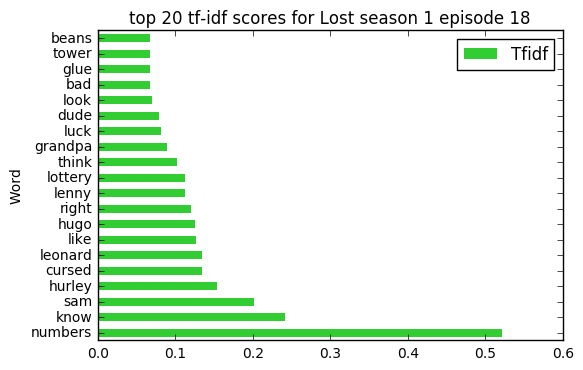 top 20 tf-idf scores for Lost season 1 episode 18
Tfidf
Word
beans
tower
glue
bad
look
dude
luck
grandpa
think
lottery
lenny
right
hugo
like
leonard
cursed
hurley
sam
know
numbers
0.0 0.1 0.2 0.3 0.4 0.5 0.6